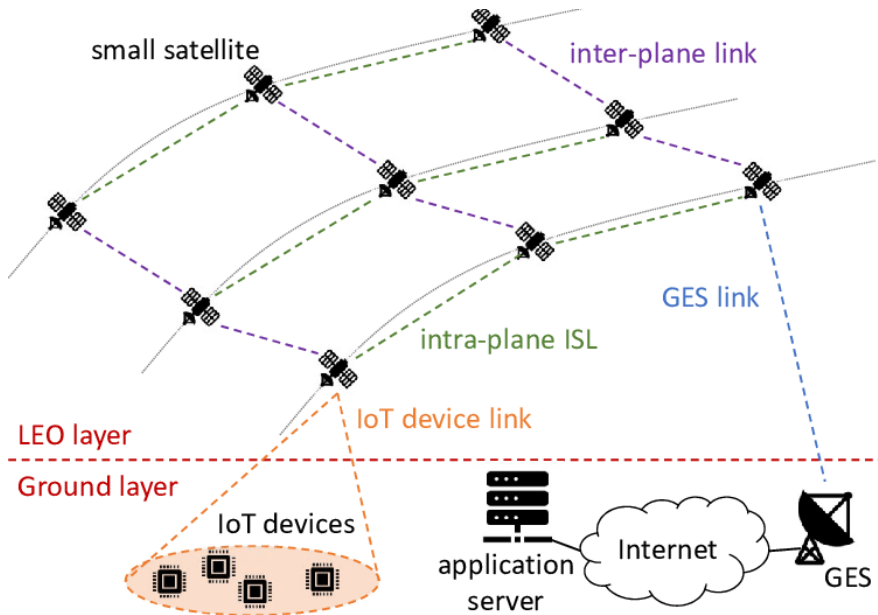 small satellite
inter-plane link
GES link
intra-plane ISL
IoT device link
LEO layer
Ground layer
IoT devices
application
server
Internet
GES